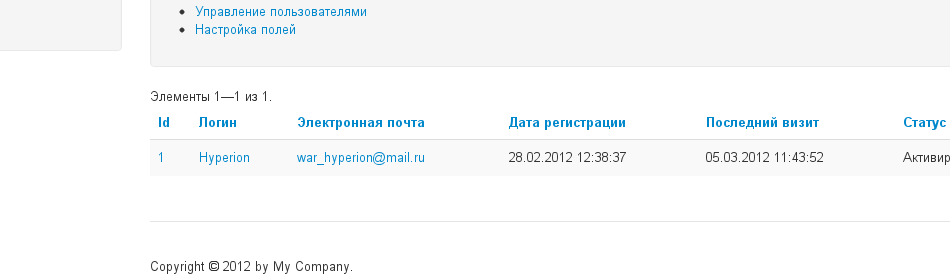 Управление пользователями
Настройка полей
Элементы 1—1 из 1.
Id Логин Электронная почта Дата регистрации Последний визит Статус
1 Hyperion war_hyperion@mail.ru 28.02.2012 12:38:37 05.03.2012 11:43:52 Активир
Copyright © 2012 by My Company.